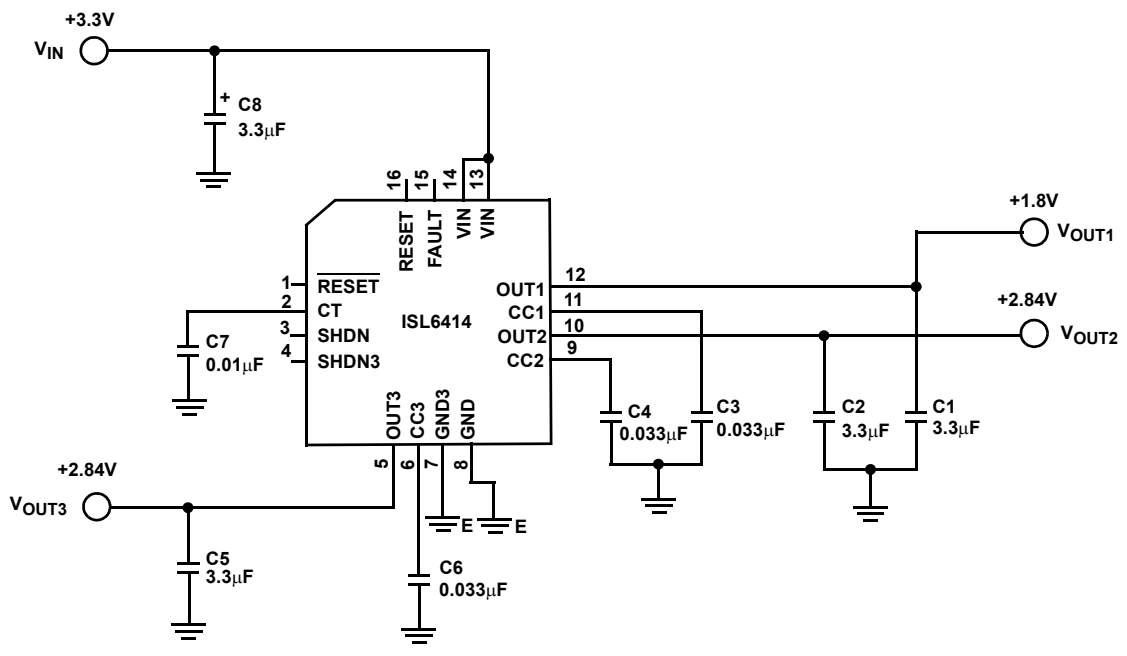 +3.3V
VIN
+
C8
3.3μF
16
15
14
13
RESET
FAULT
VIN
VIN
+1.8V
VOUT1
1
RESET
2
CT
3
SHDN
4
SHDN3
ISL6414
OUT1
12
CC1
11
OUT2
10
CC2
9
+2.84V
VOUT2
C7
0.01μF
OUT3
CC3
GND3
GND
5
6
7
8
C4
0.033μF
C3
0.033μF
C2
3.3μF
C1
3.3μF
+2.84V
VOUT3
E
E
C5
3.3μF
C6
0.033μF